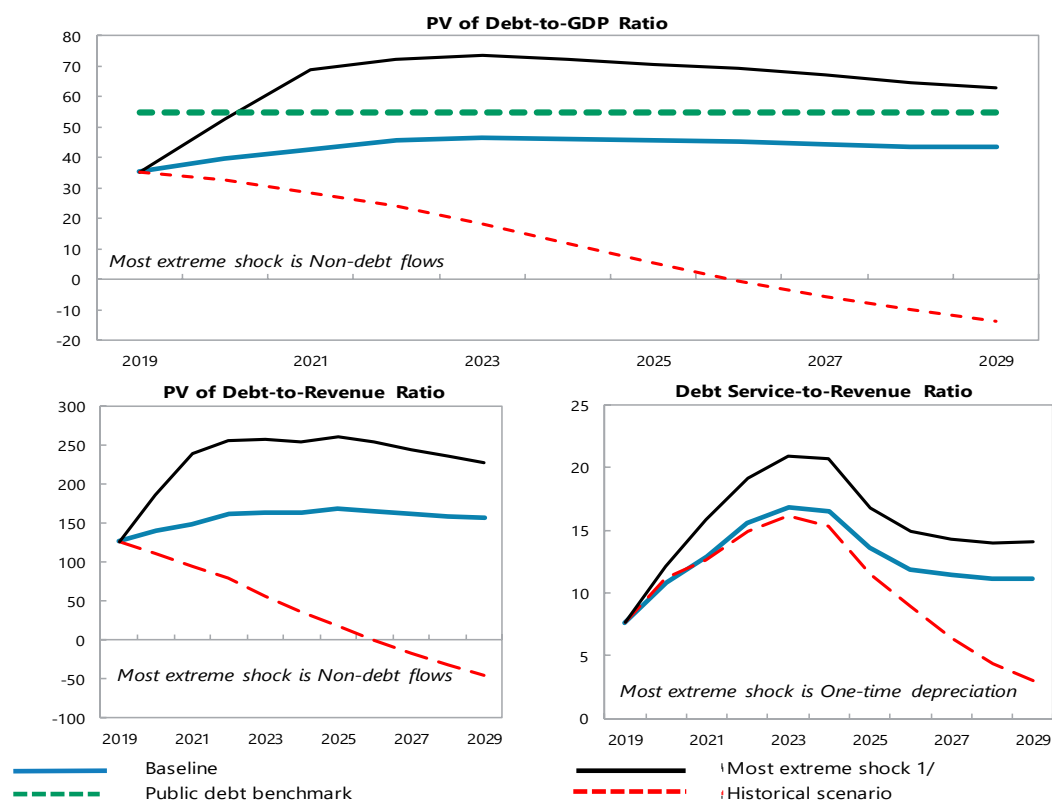 PV of Debt-to-GDP Ratio
80
70
60
50
40
30
20
10
0
-10
-20
Most extreme shock is Non-debt flows
2019 2021 2023 2025 2027 2029
PV of Debt-to-Revenue Ratio
300
250
200
150
100
50
0
-50
-100
Most extreme shock is Non-debt flows
2019 2021 2023 2025 2027 2029
Debt Service-to-Revenue Ratio
25
20
15
10
5
0
Most extreme shock is One-time depreciation
2019 2021 2023 2025 2027 2029
Baseline
Public debt benchmark
Most extreme shock 1/
Historical scenario